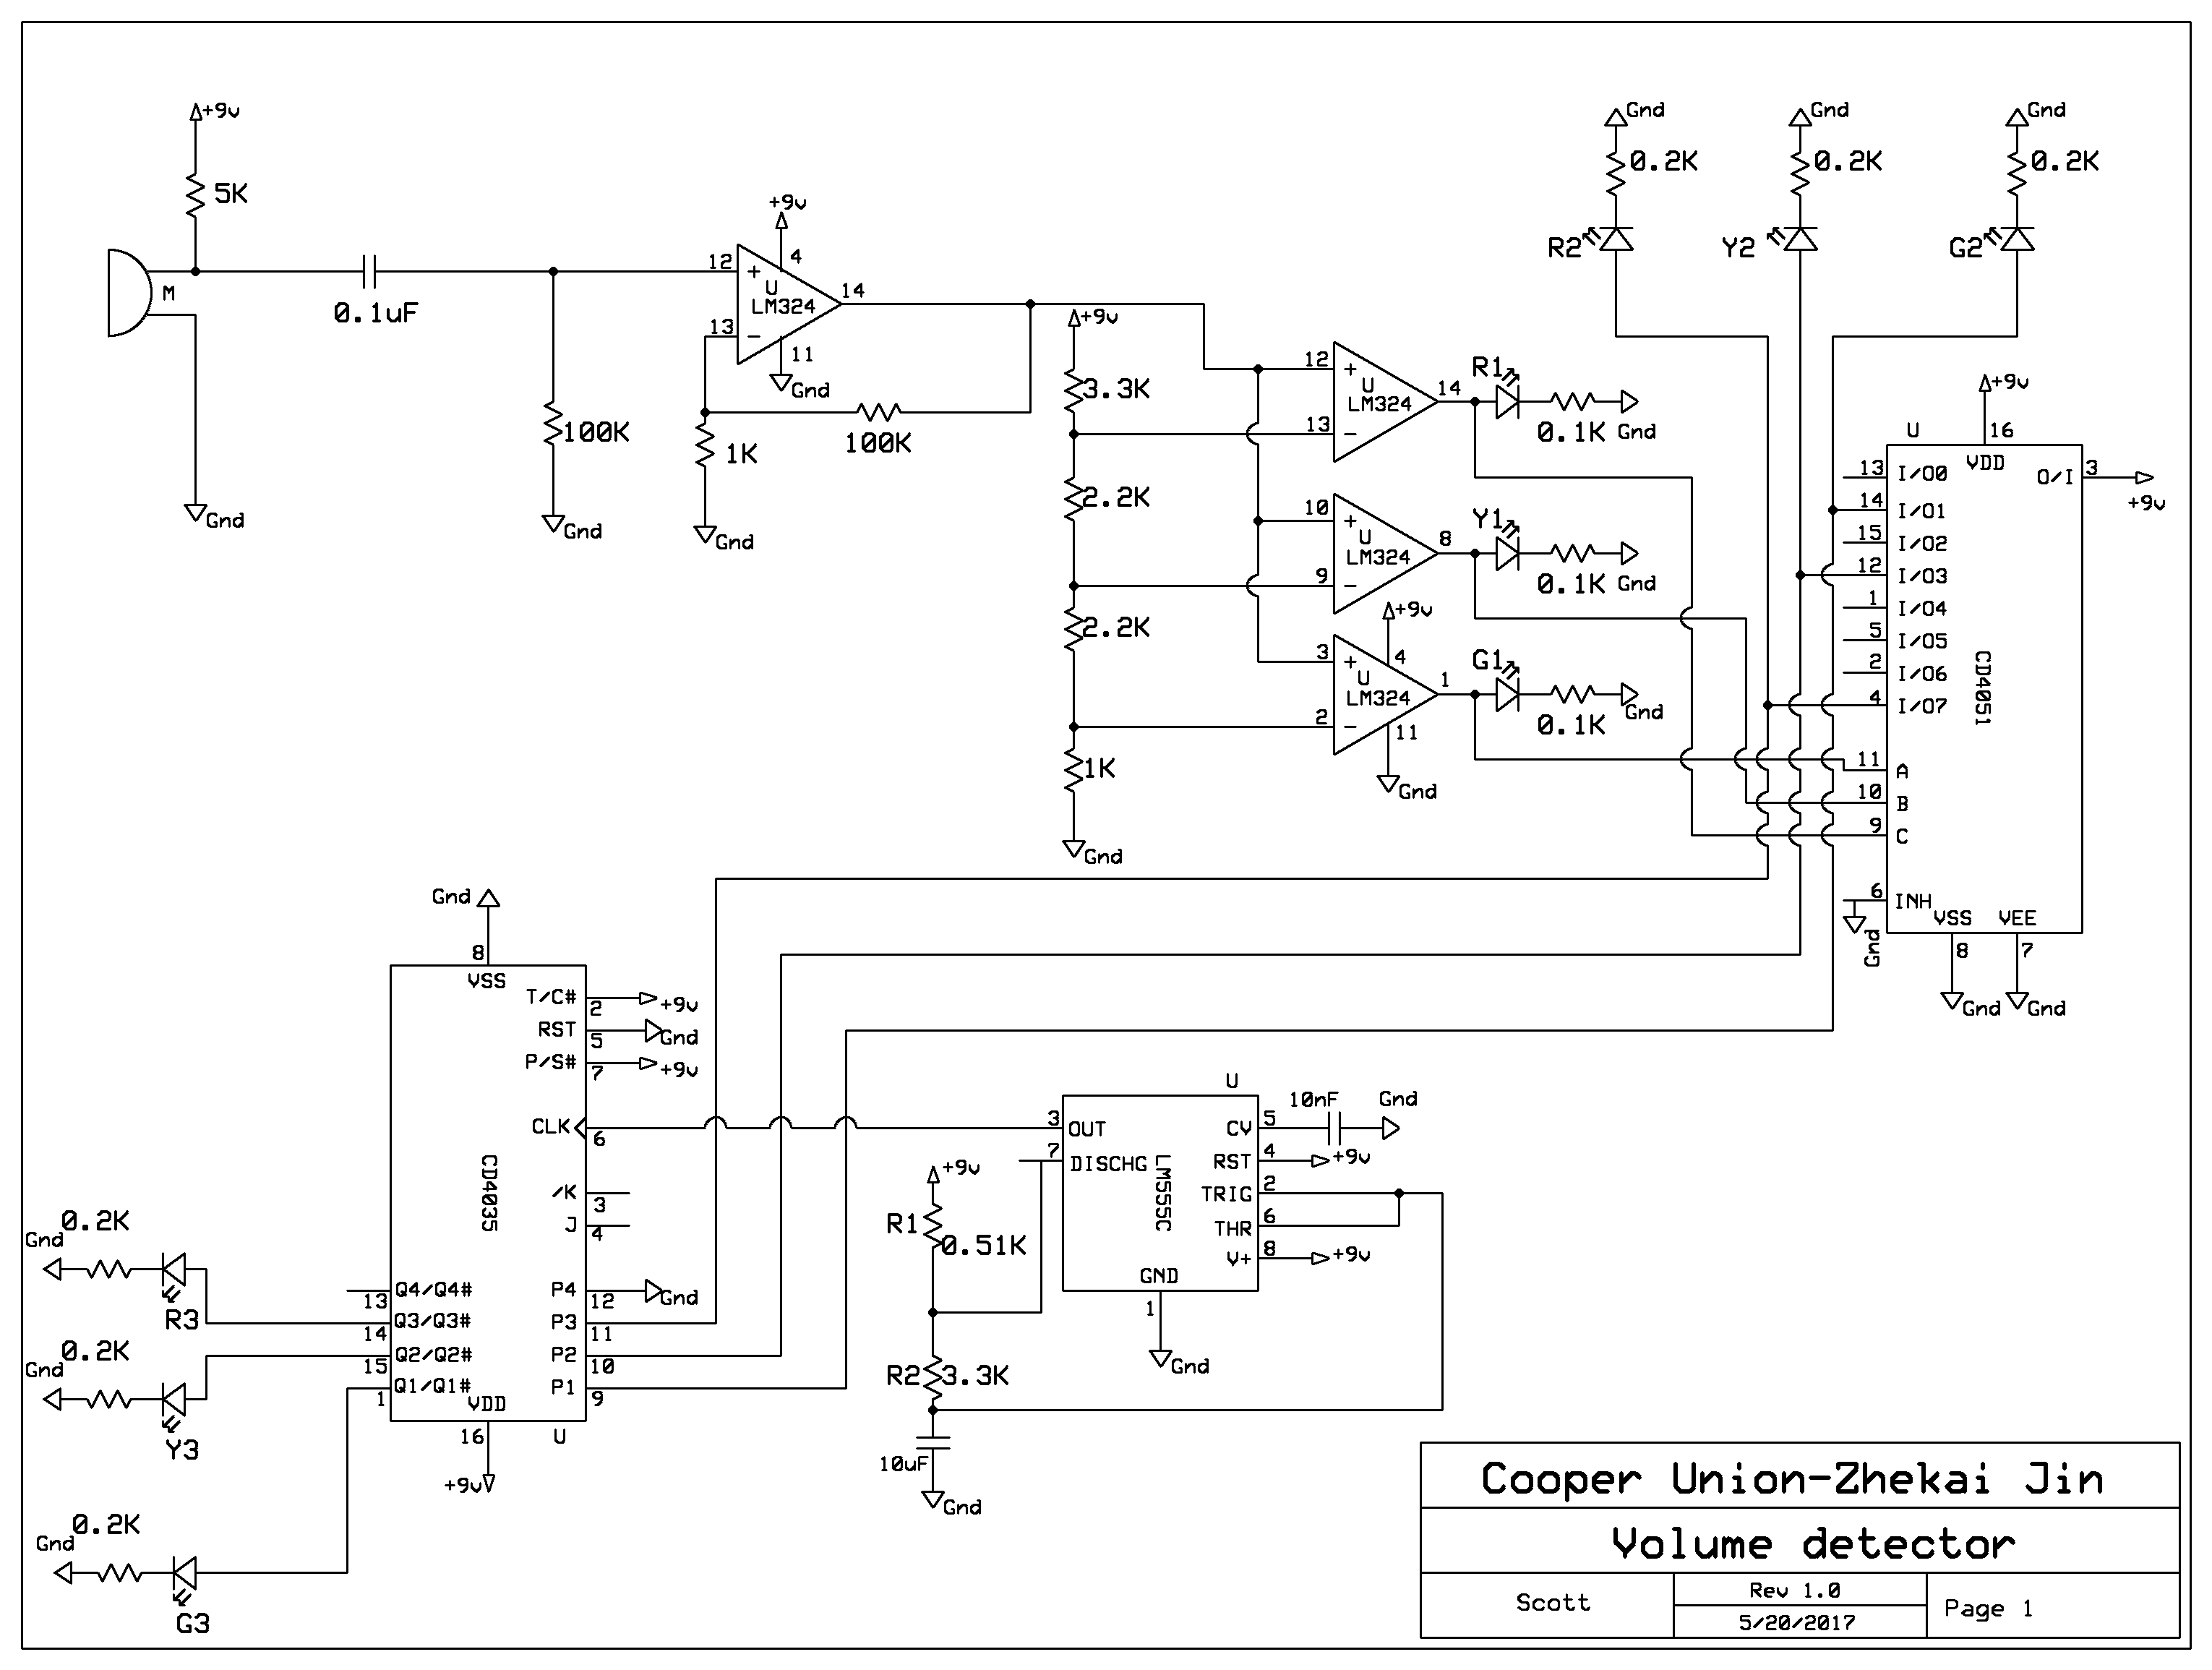 +9v
5K
M
Gnd
0.1uF
100K
Gnd
+9v
12
+
4
U
LM324
14
13
−
11
Gnd
1K
100K
Gnd
+9v
3.3K
2.2K
2.2K
1K
Gnd
12
+
U
LM324
14
13
−
R1
0.1K Gnd
10
+
U
LM324
8
9
−
Y1
0.1K Gnd
+9v
3
+
4
U
LM324
1
2
−
11
Gnd
G1
0.1K
Gnd
Gnd
0.2K
R2
Gnd
0.2K
Y2
Gnd
0.2K
G2
+9v
U
16
VDD
13 I/O0
O/I 3
+9v
14 I/O1
15 I/O2
12 I/O3
1 I/O4
5 I/O5
2 I/O6
4 I/O7
CD4051
11 A
10 B
9 C
6 INH
Gnd
VSS VEE
8 7
Gnd Gnd
Gnd
8
VSS
T/C# 2 +9v
RST 5 Gnd
P/S# 7 +9v
CLK 6
CD4035
/K 3
J 4
13 Q4/Q4# P4 12 Gnd
14 Q3/Q3# P3 11
15 Q2/Q2# P2 10
1 Q1/Q1# P1 9
VDD
16
U
+9v
0.2K
Gnd
R3
0.2K
Gnd
Y3
0.2K
Gnd
G3
U
3 OUT
7 DISCHG
LM555C
CV 5
10nF
Gnd
RST 4 +9v
TRIG 2
THR 6
V+ 8 +9v
GND
1
Gnd
+9v
R1
0.51K
R2
3.3K
10uF
Gnd
Cooper Union-Zhekai Jin
Volume detector
Scott
Rev 1.0
5/20/2017
Page 1